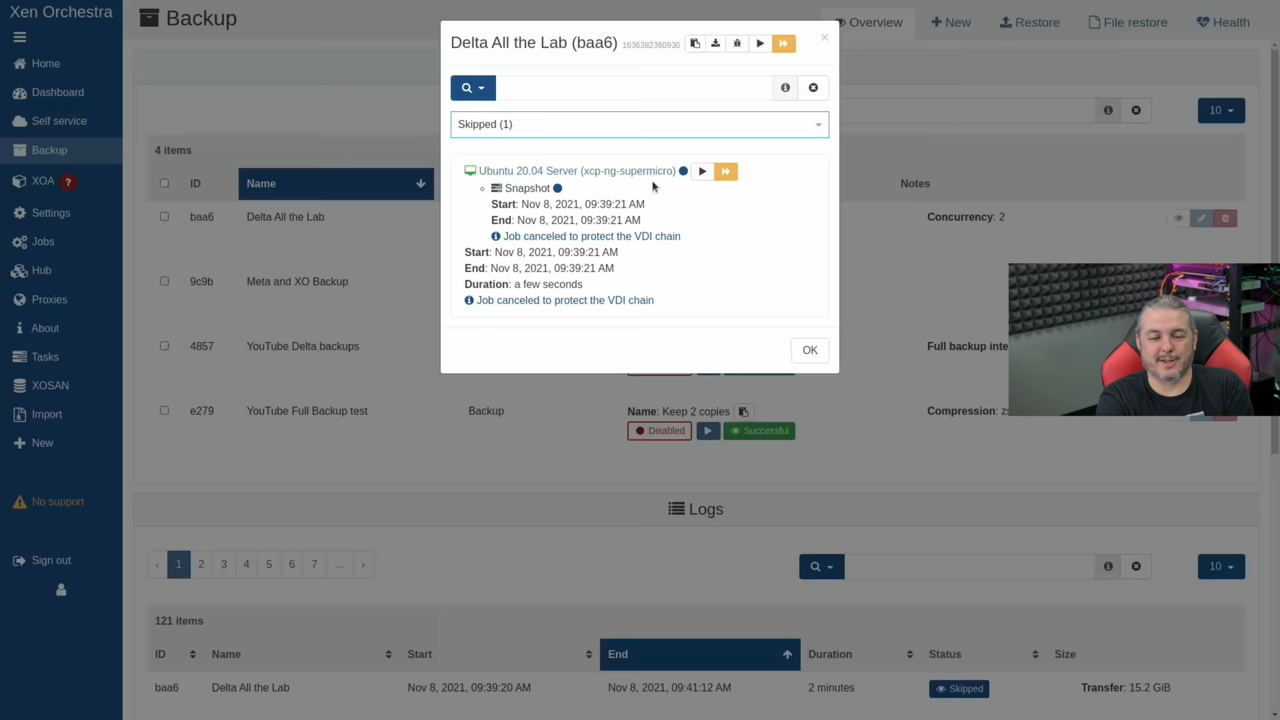 Xen Orchestra
Home
Dashboard
Self service
Backup
XOA ?
Settings
Jobs
Hub
Proxies
About
Tasks
XOSAN
Import
New
No support
Sign out
Backup
Overview
New
Restore
File restore
Health
10
4 items
ID
Name
Notes
baa6
Delta All the Lab
Concurrency: 2
9c9b
Meta and XO Backup
4857
YouTube Delta backups
Full backup inte
e279
YouTube Full Backup test
Backup
Name: Keep 2 copies
Disabled
Successful
Compression: zs
Delta All the Lab (baa6) 1636382360930
×
Skipped (1)
Ubuntu 20.04 Server (xcp-ng-supermicro)
Snapshot
Start: Nov 8, 2021, 09:39:21 AM
End: Nov 8, 2021, 09:39:21 AM
Job canceled to protect the VDI chain
Start: Nov 8, 2021, 09:39:21 AM
End: Nov 8, 2021, 09:39:21 AM
Duration: a few seconds
Job canceled to protect the VDI chain
OK
Logs
‹ 1 2 3 4 5 6 7 … ›
10
121 items
ID
Name
Start
End
Duration
Status
Size
baa6
Delta All the Lab
Nov 8, 2021, 09:39:20 AM
Nov 8, 2021, 09:41:12 AM
2 minutes
Skipped
Transfer: 15.2 GiB